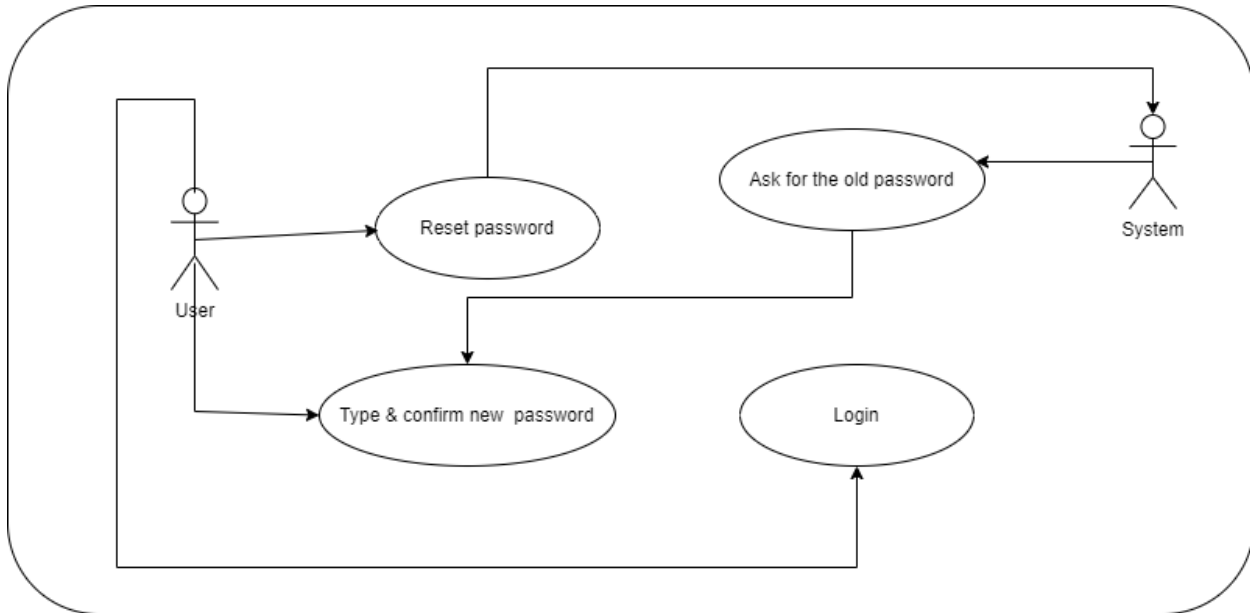 Ask for the old password
Reset password
System
User
Type & confirm new  password
Login